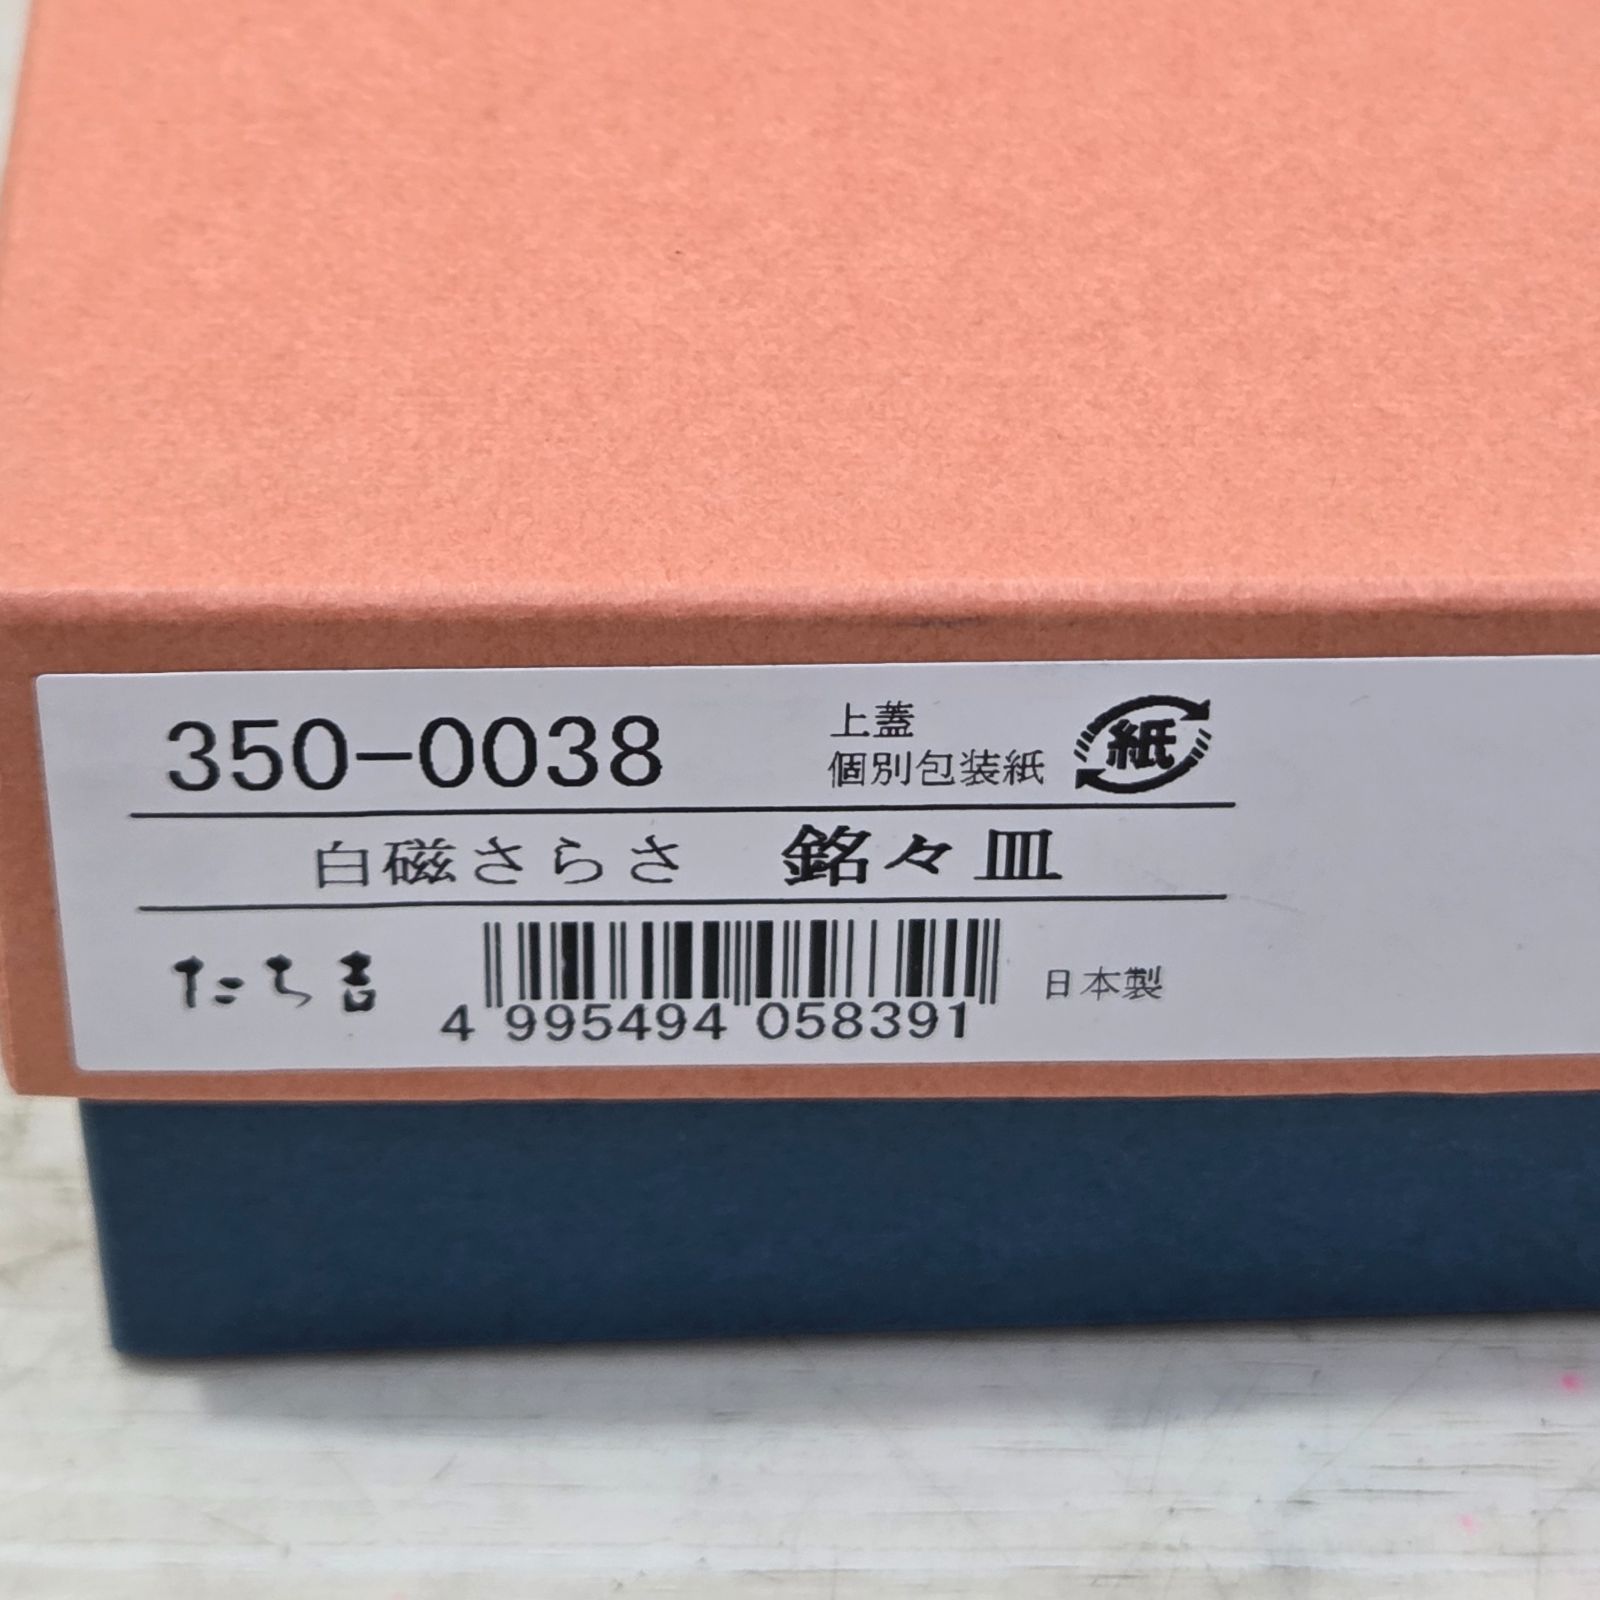 350-0038
上蓋
個別包装紙
紙
白磁さらさ 銘々皿
たち吉
4 995494 058391
日本製